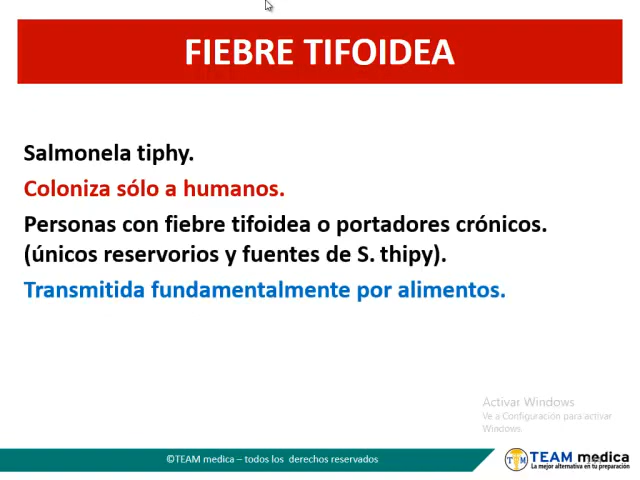 FIEBRE TIFOIDEA
Salmonela tiphy.
Coloniza sólo a humanos.
Personas con fiebre tifoidea o portadores crónicos.
(únicos reservorios y fuentes de S. thipy).
Transmitida fundamentalmente por alimentos.
Activar Windows
Ve a Configuración para activar
Windows.
©TEAM medica – todos los derechos reservados
TM
TEAM medica
La mejor alternativa en tu preparación